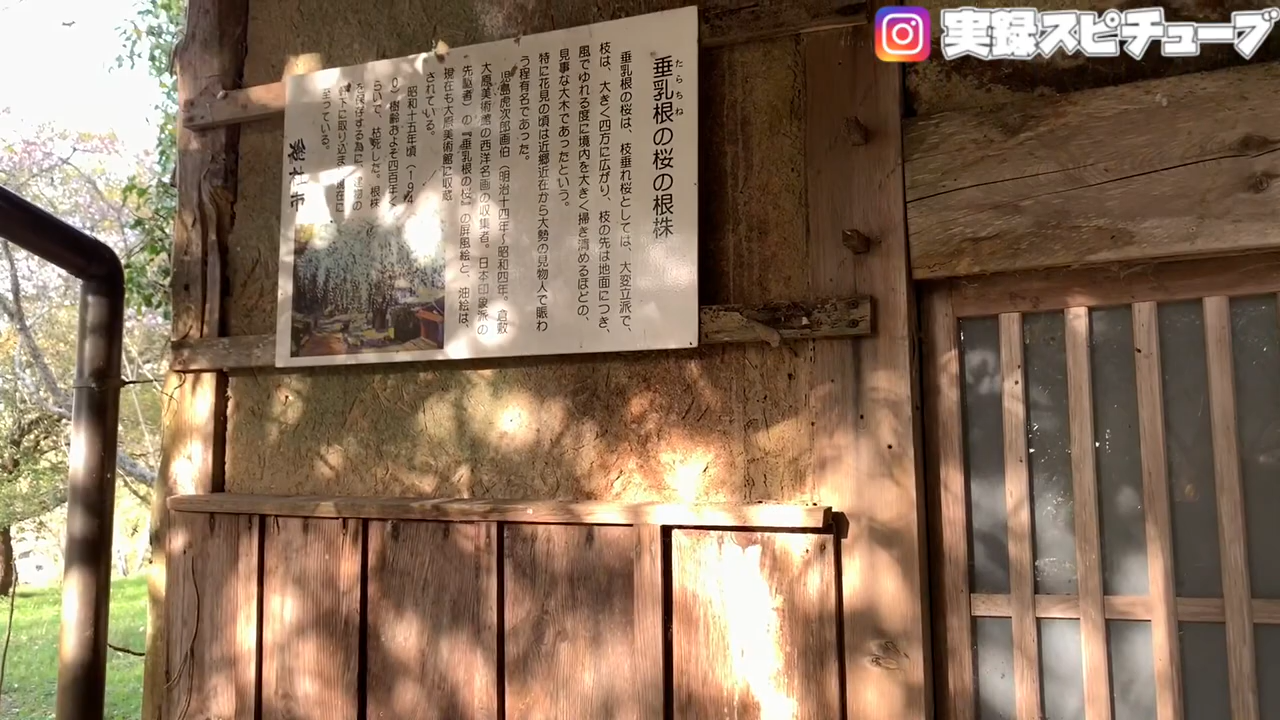 実録スピチューブ
たらちね
垂乳根の桜の根株
垂乳根の桜は、枝垂れ桜としては、大変立派で、
枝は、大きく四方に広がり、枝の先は地面につき、
風でゆれる度に境内を大きく掃き清めるほどの、
見事な大木であったという。
特に花見の頃は近郷近在から大勢の見物人で賑わ
う程有名であった。
児島虎次郎画伯（明治十四年～昭和四年。倉敷
大原美術館の西洋名画の収集者。日本印象派の
先駆者）の『垂乳根の桜』の屏風絵と、油絵は、
現在も大原美術館に収蔵
されている。
昭和十五年頃（194
0）樹齢およそ四百年く
らいで、枯死した。根株
を保存する為に
下に取り込まれ現在に
至っている。
総社市